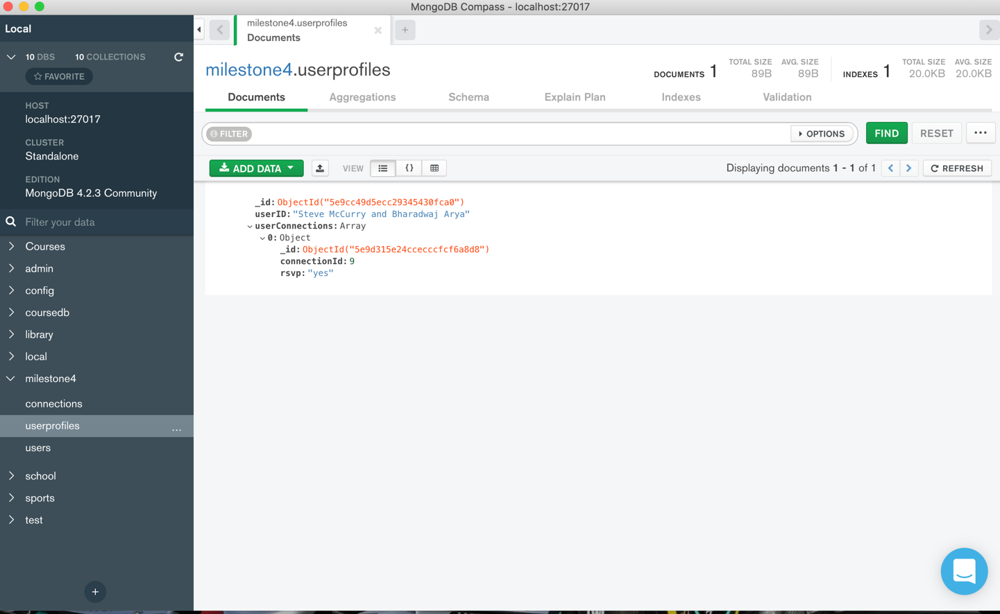 MongoDB Compass - localhost:27017
Local
10 DBS 10 COLLECTIONS
FAVORITE
HOST
localhost:27017
CLUSTER
Standalone
EDITION
MongoDB 4.2.3 Community
Filter your data
Courses
admin
config
coursedb
library
local
milestone4
connections
userprofiles ...
users
school
sports
test
+
milestone4.userprofiles
Documents
+
milestone4.userprofiles
DOCUMENTS 1 TOTAL SIZE 89B AVG. SIZE 89B INDEXES 1 TOTAL SIZE 20.0KB AVG. SIZE 20.0KB
Documents Aggregations Schema Explain Plan Indexes Validation
FILTER OPTIONS FIND RESET ...
ADD DATA VIEW {} Displaying documents 1 - 1 of 1 < > REFRESH
_id: ObjectId("5e9cc49d5ecc29345430fca0")
userID: "Steve McCurry and Bharadwaj Arya"
userConnections: Array
0: Object
_id: ObjectId("5e9d315e24ccecccfcf6a8d8")
connectionId: 9
rsvp: "yes"